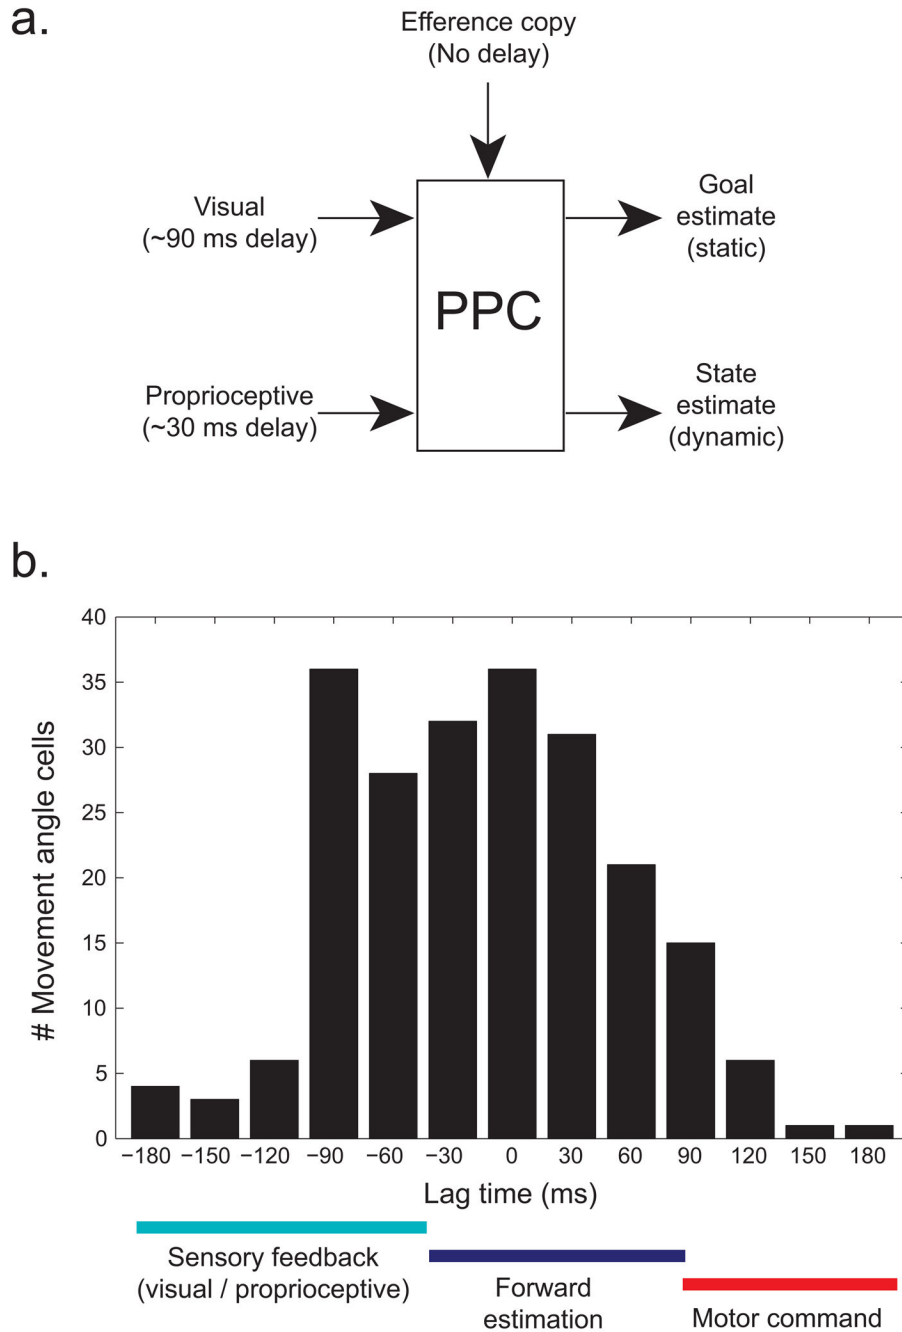 a.
Efference copy
(No delay)
Visual
(~90 ms delay)
Goal
estimate
(static)
PPC
Proprioceptive
(~30 ms delay)
State
estimate
(dynamic)
b.
# Movement angle cells
40
35
30
25
20
15
10
5
0
−180 −150 −120 −90 −60 −30 0 30 60 90 120 150 180
Lag time (ms)
Sensory feedback
(visual / proprioceptive)
Forward
estimation
Motor command